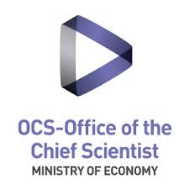 OCS-Office of the
Chief Scientist
MINISTRY OF ECONOMY